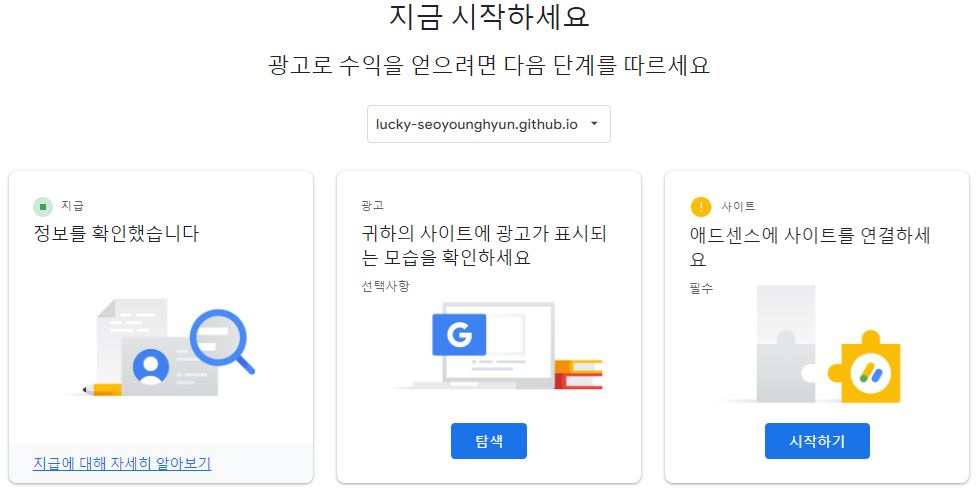 지금 시작하세요
광고로 수익을 얻으려면 다음 단계를 따르세요
lucky-seoyounghyun.github.io
지급
정보를 확인했습니다
지급에 대해 자세히 알아보기
광고
귀하의 사이트에 광고가 표시되
는 모습을 확인하세요
선택사항
G
탐색
!
사이트
애드센스에 사이트를 연결하세
요
필수
시작하기